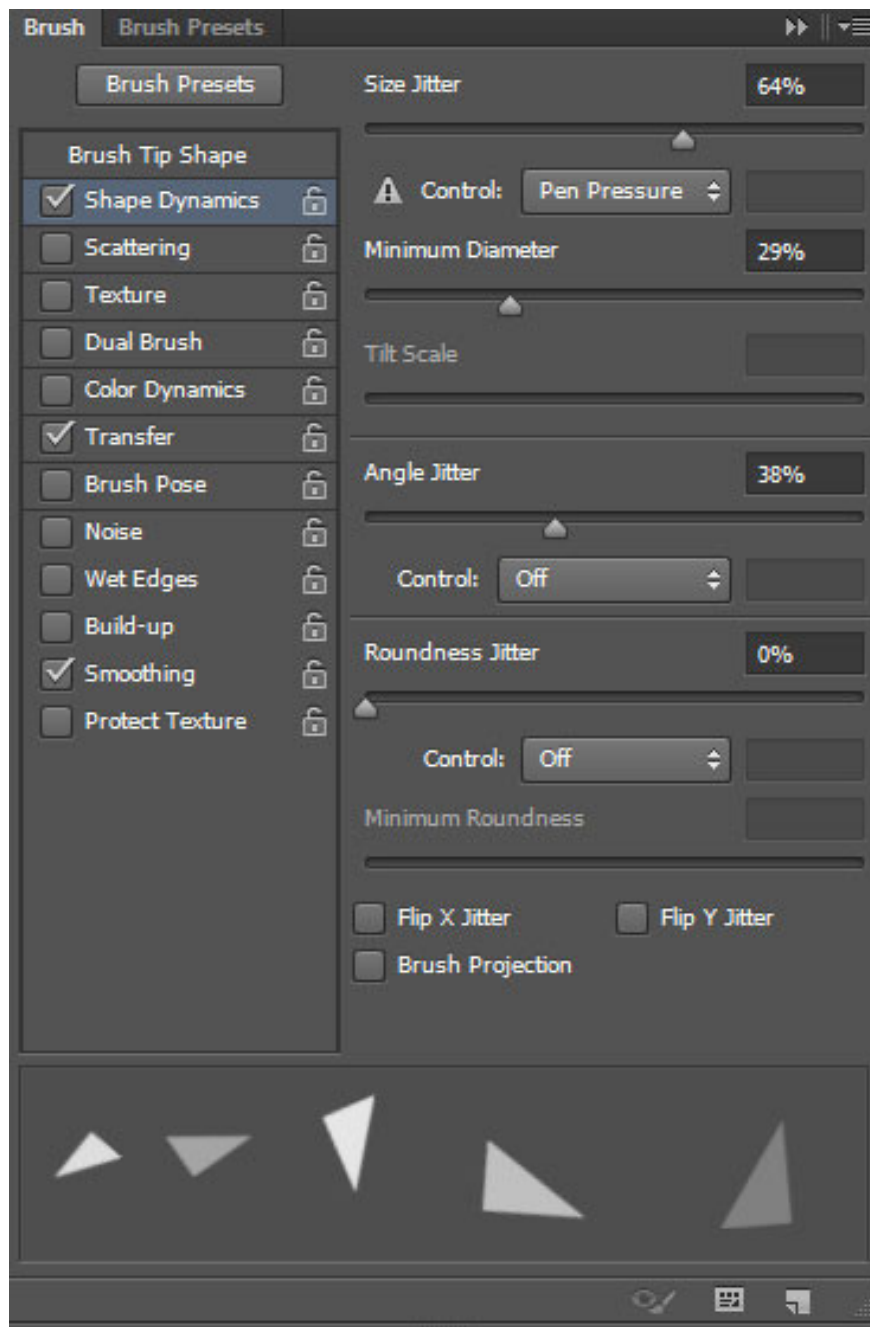 Brush Brush Presets
Brush Presets
Brush Tip Shape
Shape Dynamics
Scattering
Texture
Dual Brush
Color Dynamics
Transfer
Brush Pose
Noise
Wet Edges
Build-up
Smoothing
Protect Texture
Size Jitter 64%
Control: Pen Pressure
Minimum Diameter 29%
Tilt Scale
Angle Jitter 38%
Control: Off
Roundness Jitter 0%
Control: Off
Minimum Roundness
Flip X Jitter Flip Y Jitter
Brush Projection